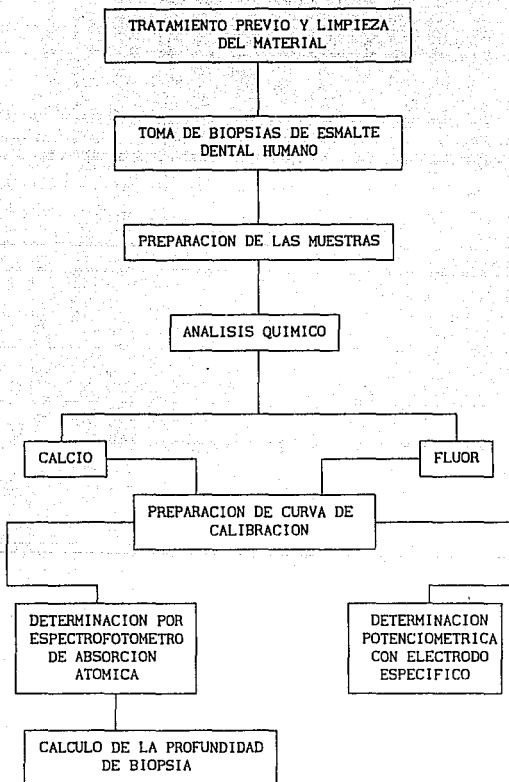 TRATAMIENTO PREVIO Y LIMPIEZA
DEL MATERIAL
TOMA DE BIOPSIAS DE ESMALTE
DENTAL HUMANO
PREPARACION DE LAS MUESTRAS
ANALISIS QUIMICO
CALCIO
FLUOR
PREPARACION DE CURVA DE
CALIBRACION
DETERMINACION POR
ESPECTROFOTOMETRO
DE ABSORCION
ATOMICA
DETERMINACION
POTENCIOMETRICA
CON ELECTRODO
ESPECIFICO
CALCULO DE LA PROFUNDIDAD
DE BIOPSIA